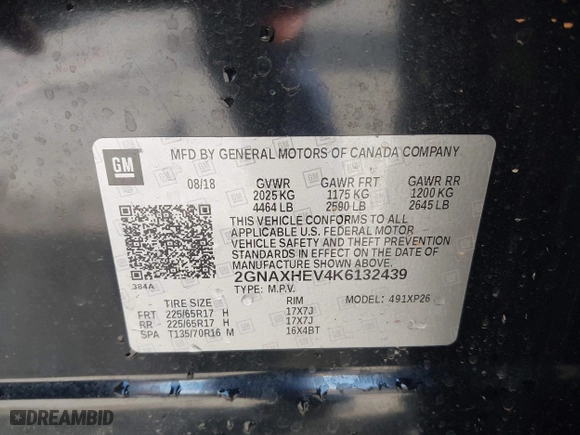 GM
MFD BY GENERAL MOTORS OF CANADA COMPANY
08/18 GVWR GAWR FRT GAWR RR
2025 KG 1175 KG 1200 KG
4464 LB 2590 LB 2645 LB
THIS VEHICLE CONFORMS TO ALL
APPLICABLE U.S. FEDERAL MOTOR
VEHICLE SAFETY AND THEFT PREVENTION
STANDARDS IN EFFECT ON THE DATE OF
MANUFACTURE SHOWN ABOVE.
2GNAXHEV4K6132439
384A TYPE: M.P.V. MODEL: 491XP26
TIRE SIZE RIM
FRT 225/65R17 H 17X7J
RR 225/65R17 H 17X7J
SPA T135/70R16 M 16X4BT
DREAMBID